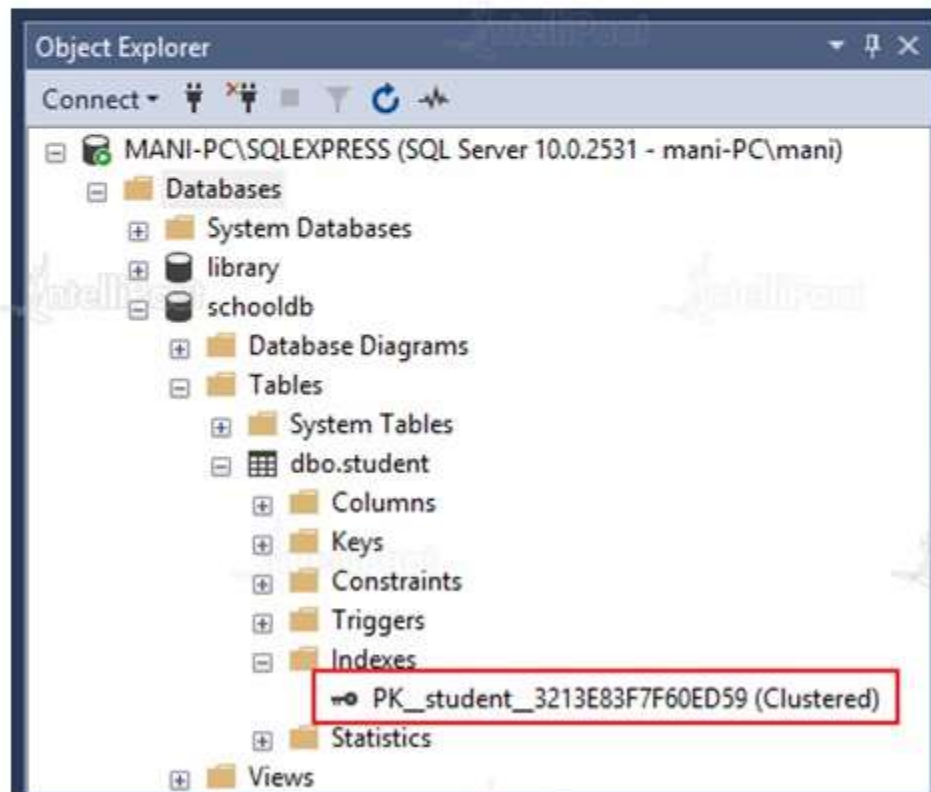 Object Explorer
Connect
MANI-PC\SQLEXPRESS (SQL Server 10.0.2531 - mani-PC\mani)
Databases
System Databases
library
schooldb
Database Diagrams
Tables
System Tables
dbo.student
Columns
Keys
Constraints
Triggers
Indexes
PK__student__3213E83F7F60ED59 (Clustered)
Statistics
Views